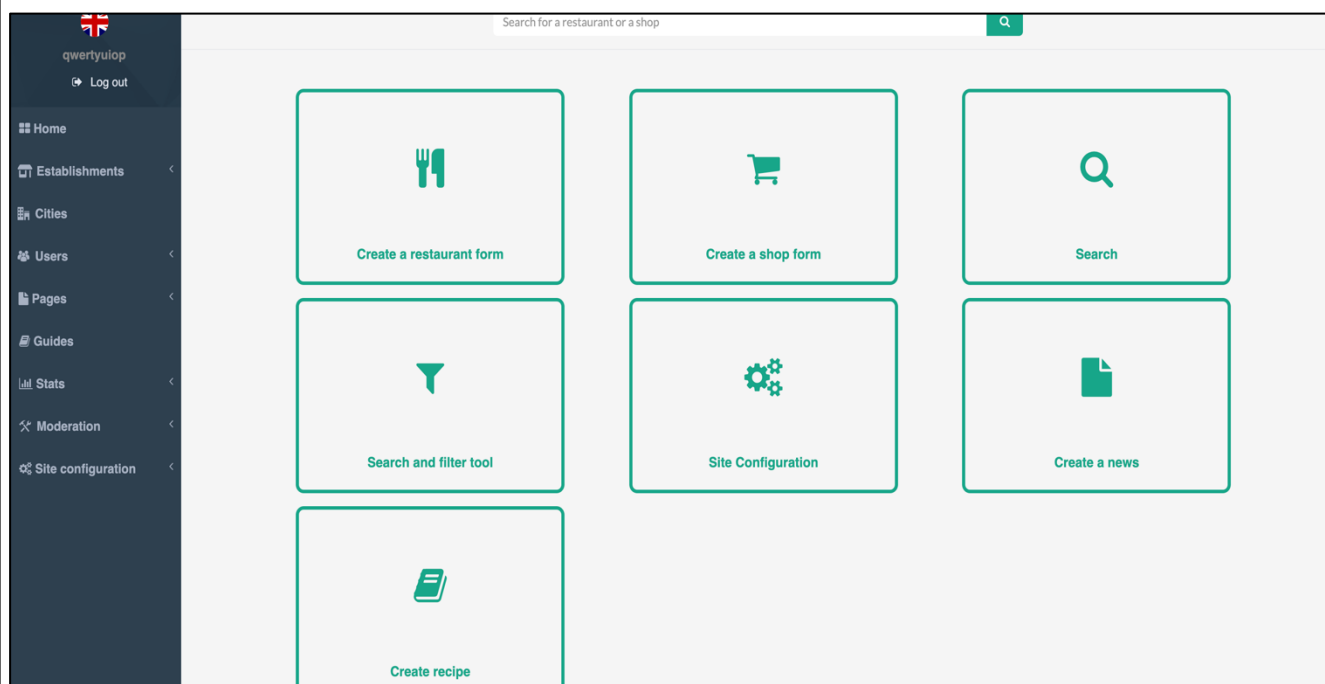 Search for a restaurant or a shop
qwertyuiop
Log out
Home
Establishments
Cities
Users
Pages
Guides
Stats
Moderation
Site configuration
Create a restaurant form
Create a shop form
Search
Search and filter tool
Site Configuration
Create a news
Create recipe